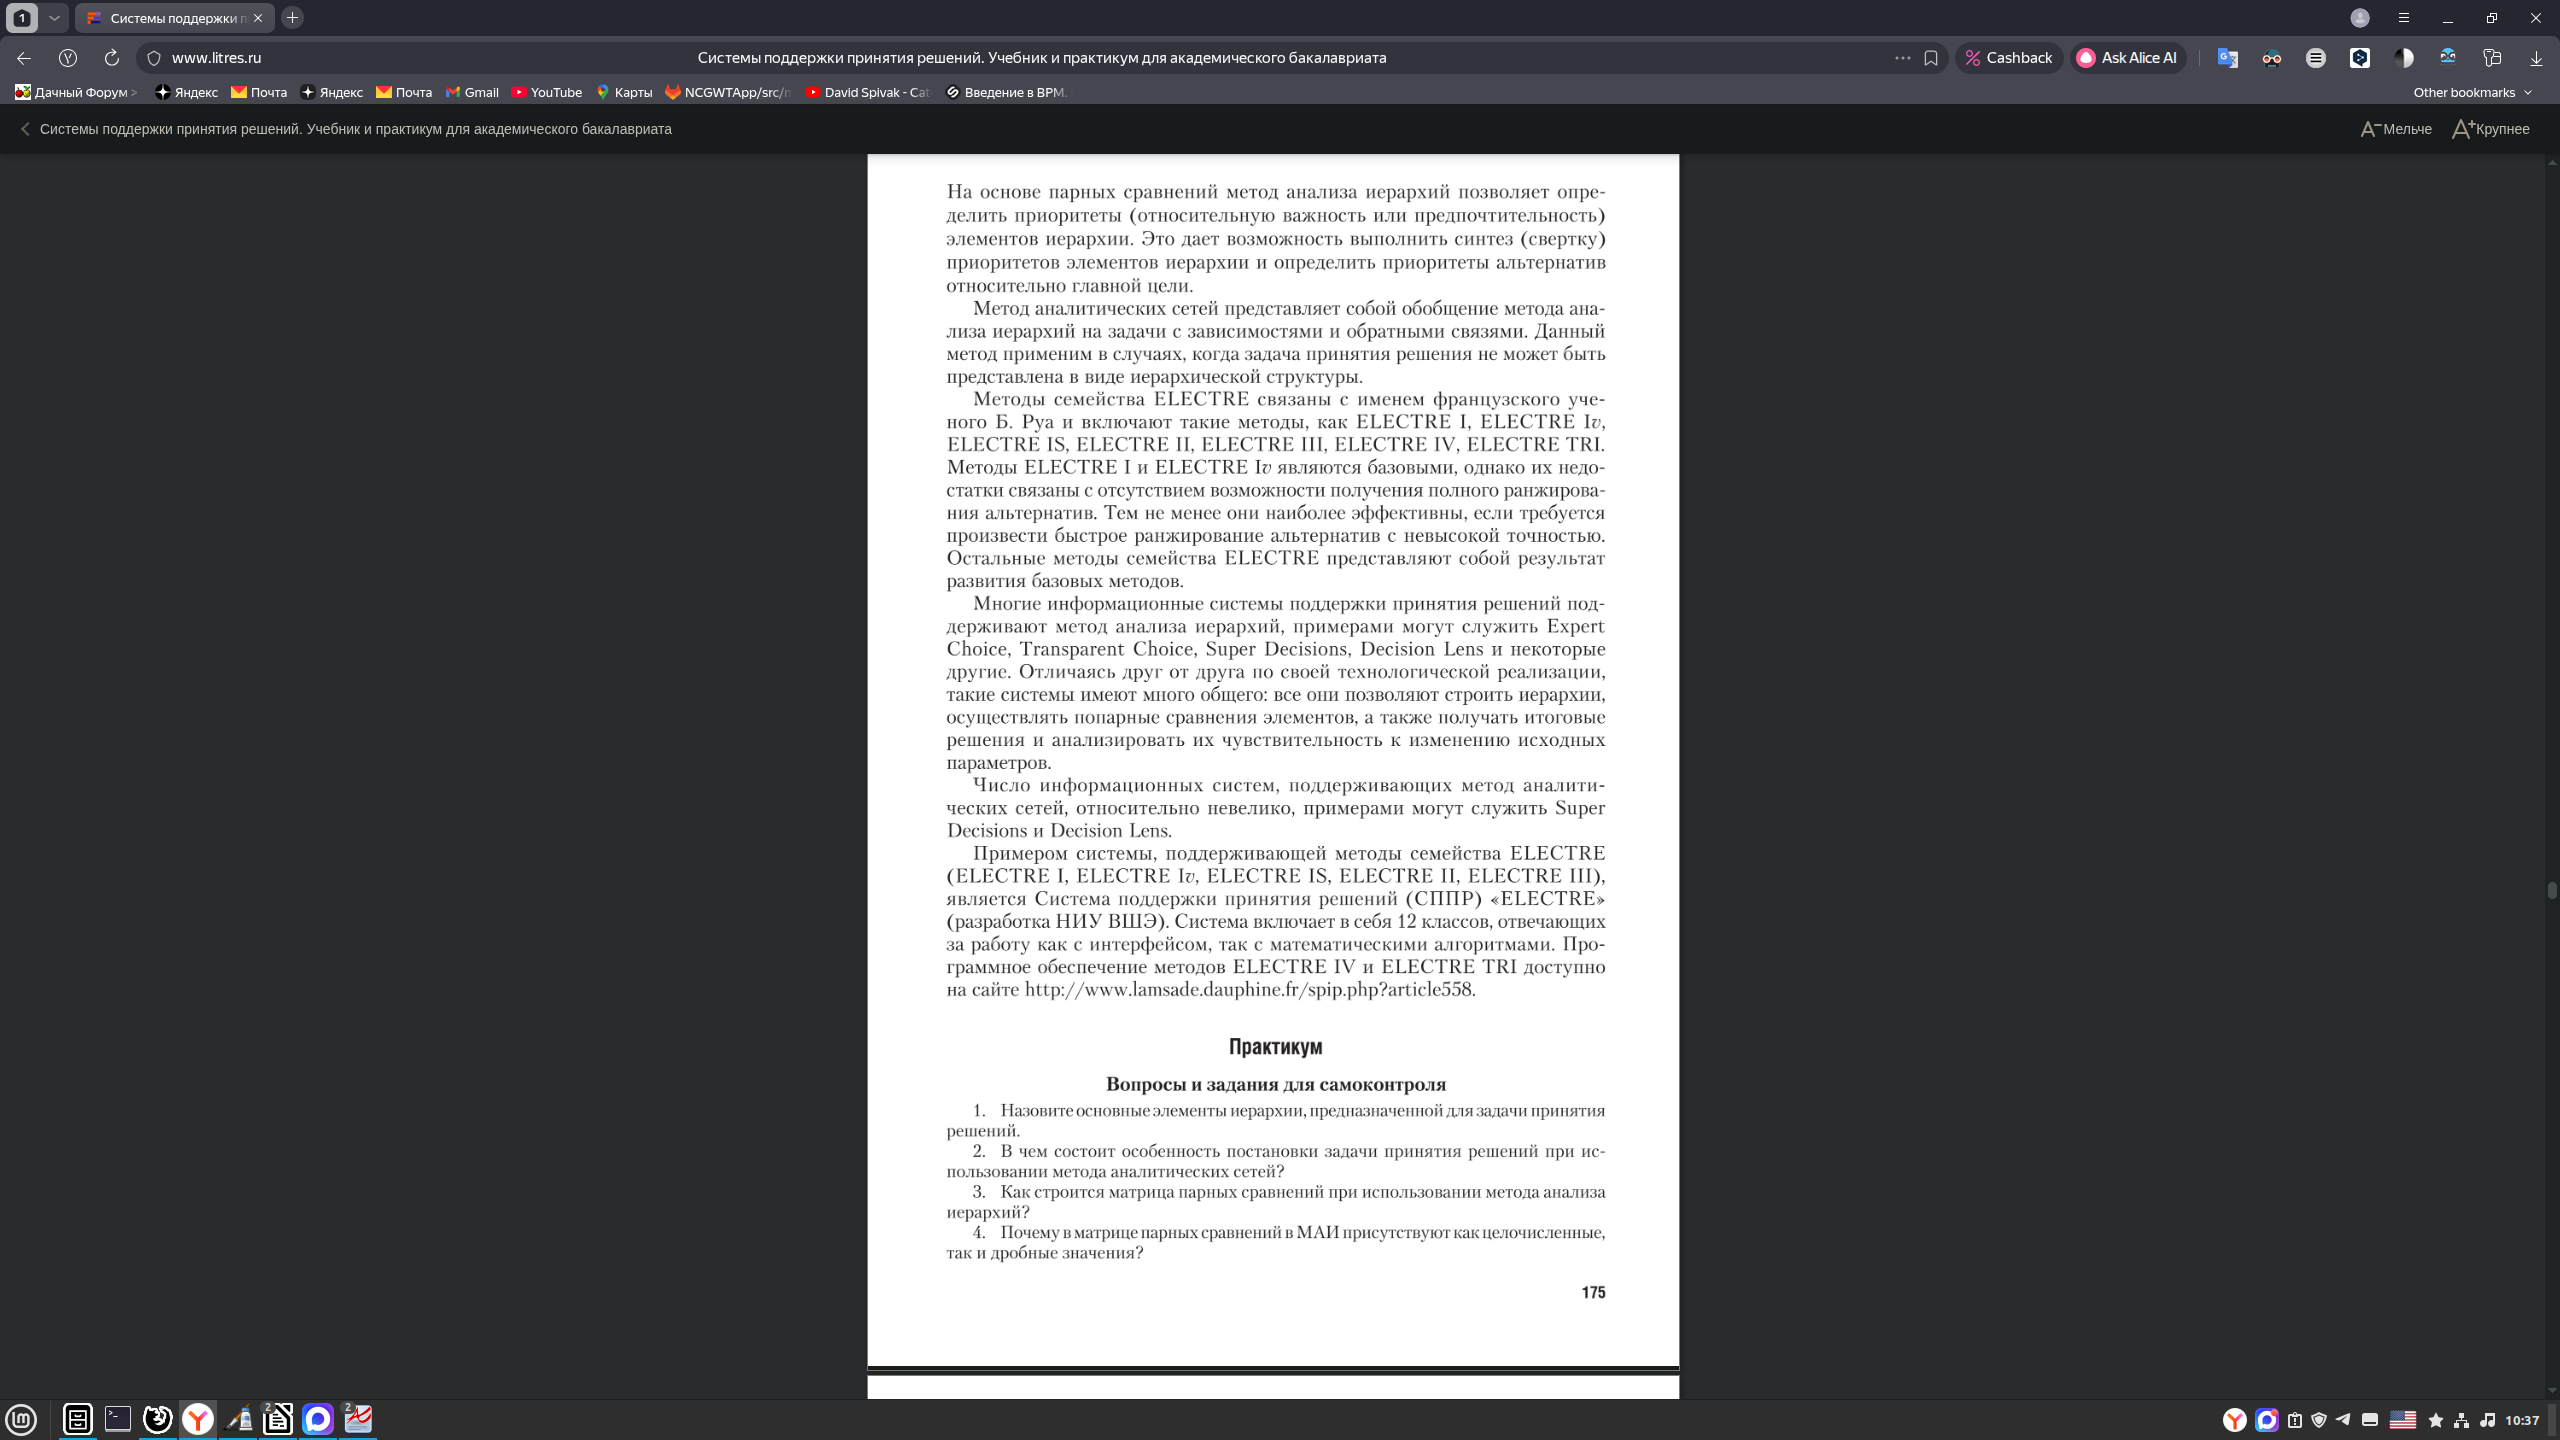 1
Системы поддержки п
www.litres.ru
Системы поддержки принятия решений. Учебник и практикум для академического бакалавриата
Cashback
Ask Alice AI
Дачный Форум >
Яндекс
Почта
Яндекс
Почта
Gmail
YouTube
Карты
NCGWTApp/src/
David Spivak - Cat
Введение в BPM.
Other bookmarks
Системы поддержки принятия решений. Учебник и практикум для академического бакалавриата
A- Мельче
A+ Крупнее
На основе парных сравнений метод анализа иерархий позволяет опре-
делить приоритеты (относительную важность или предпочтительность)
элементов иерархии. Это дает возможность выполнить синтез (свертку)
приоритетов элементов иерархии и определить приоритеты альтернатив
относительно главной цели.
Метод аналитических сетей представляет собой обобщение метода ана-
лиза иерархий на задачи с зависимостями и обратными связями. Данный
метод применим в случаях, когда задача принятия решения не может быть
представлена в виде иерархической структуры.
Методы семейства ELECTRE связаны с именем французского уче-
ного Б. Руа и включают такие методы, как ELECTRE I, ELECTRE Iv,
ELECTRE IS, ELECTRE II, ELECTRE III, ELECTRE IV, ELECTRE TRI.
Методы ELECTRE I и ELECTRE Iv являются базовыми, однако их недо-
статки связаны с отсутствием возможности получения полного ранжирова-
ния альтернатив. Тем не менее они наиболее эффективны, если требуется
произвести быстрое ранжирование альтернатив с невысокой точностью.
Остальные методы семейства ELECTRE представляют собой результат
развития базовых методов.
Многие информационные системы поддержки принятия решений под-
держивают метод анализа иерархий, примерами могут служить Expert
Choice, Transparent Choice, Super Decisions, Decision Lens и некоторые
другие. Отличаясь друг от друга по своей технологической реализации,
такие системы имеют много общего: все они позволяют строить иерархии,
осуществлять попарные сравнения элементов, а также получать итоговые
решения и анализировать их чувствительность к изменению исходных
параметров.
Число информационных систем, поддерживающих метод аналити-
ческих сетей, относительно невелико, примерами могут служить Super
Decisions и Decision Lens.
Примером системы, поддерживающей методы семейства ELECTRE
(ELECTRE I, ELECTRE Iv, ELECTRE IS, ELECTRE II, ELECTRE III),
является Система поддержки принятия решений (СППР) «ELECTRE»
(разработка НИУ ВШЭ). Система включает в себя 12 классов, отвечающих
за работу как с интерфейсом, так с математическими алгоритмами. Про-
граммное обеспечение методов ELECTRE IV и ELECTRE TRI доступно
на сайте http://www.lamsade.dauphine.fr/spip.php?article558.
Практикум
Вопросы и задания для самоконтроля
1. Назовите основные элементы иерархии, предназначенной для задачи принятия
решений.
2. В чем состоит особенность постановки задачи принятия решений при ис-
пользовании метода аналитических сетей?
3. Как строится матрица парных сравнений при использовании метода анализа
иерархий?
4. Почему в матрице парных сравнений в МАИ присутствуют как целочисленные,
так и дробные значения?
175
2
2
10:37